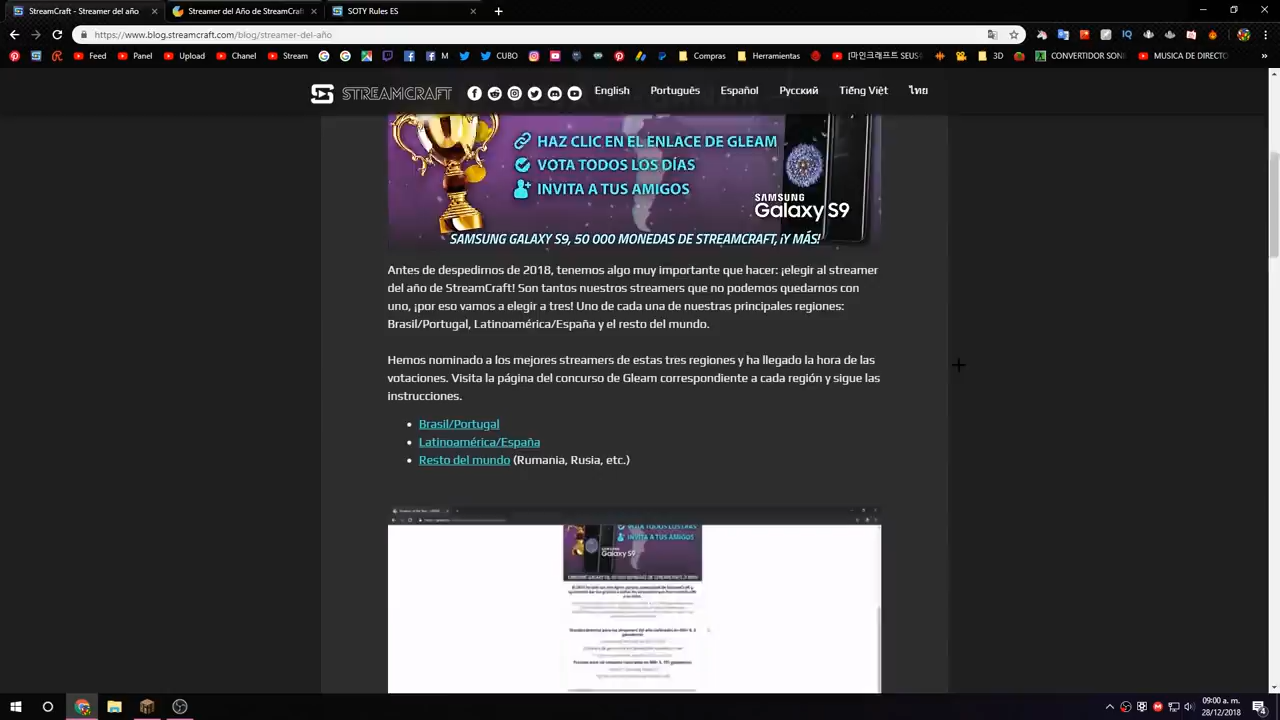 StreamCraft - Streamer del año
Streamer del Año de StreamCraf
SOTY Rules ES
https://www.blog.streamcraft.com/blog/streamer-del-año
Feed
Panel
Upload
Chanel
Stream
M
CUBO
Compras
Herramientas
3D
CONVERTIDOR SON
MUSICA DE DIRECTO
STREAMCRAFT
English
Português
Español
Русский
Tiếng Việt
ไทย
HAZ CLIC EN EL ENLACE DE GLEAM
VOTA TODOS LOS DÍAS
INVITA A TUS AMIGOS
SAMSUNG
Galaxy S9
SAMSUNG GALAXY S9, 50 000 MONEDAS DE STREAMCRAFT, ¡Y MÁS!
Antes de despedirnos de 2018, tenemos algo muy importante que hacer: ¡elegir al streamer
del año de StreamCraft! Son tantos nuestros streamers que no podemos quedarnos con
uno, ¡por eso vamos a elegir a tres! Uno de cada una de nuestras principales regiones:
Brasil/Portugal, Latinoamérica/España y el resto del mundo.
Hemos nominado a los mejores streamers de estas tres regiones y ha llegado la hora de las
votaciones. Visita la página del concurso de Gleam correspondiente a cada región y sigue las
instrucciones.
Brasil/Portugal
Latinoamérica/España
Resto del mundo (Rumania, Rusia, etc.)
INVITA A TUS AMIGOS
SAMSUNG
Galaxy S9
09:00 a. m.
28/12/2018